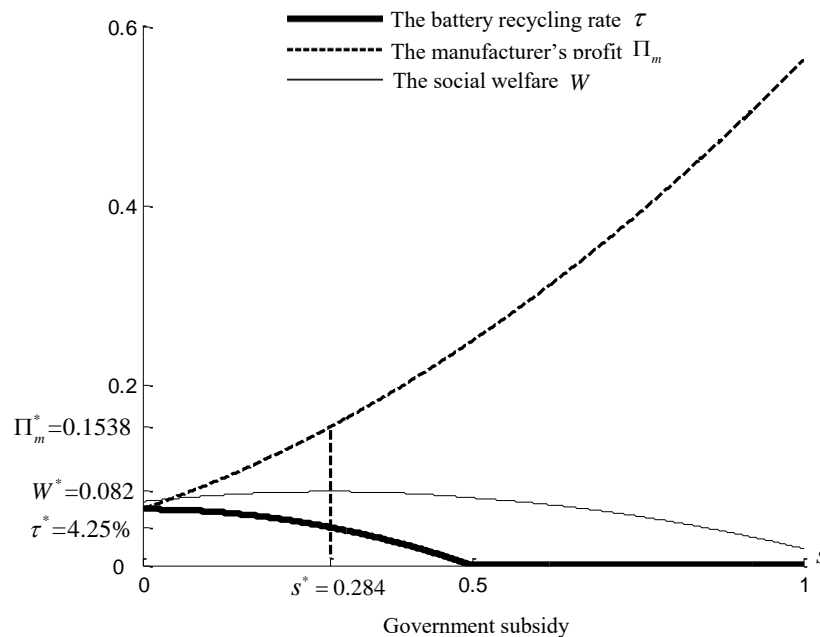 The battery recycling rate τ
The manufacturer's profit Π_m
The social welfare W
0.6
0.4
0.2
Π_m^*=0.1538
W^*=0.082
τ^*=4.25%
0
s
0
s^*=0.284
0.5
1
Government subsidy